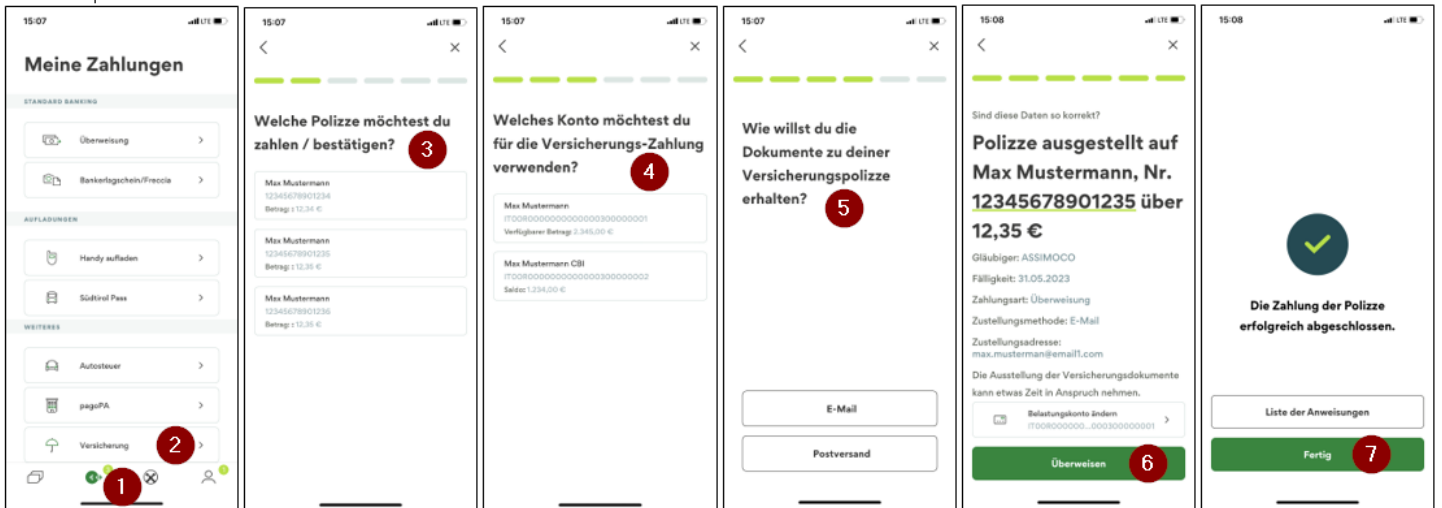 15:07
LTE
Meine Zahlungen
STANDARD BANKING
Überweisung
Bankerlagschein/Freccia
AUFLADUNGEN
Handy aufladen
Südtirol Pass
WEITERES
Autosteuer
pagoPA
Versicherung
2
1
15:07
LTE
Welche Polizze möchtest du
zahlen / bestätigen?
3
Max Mustermann
12345678901234
Betrag: : 12,34 €
Max Mustermann
12345678901235
Betrag: : 12,35 €
Max Mustermann
12345678901236
Betrag: : 12,35 €
15:07
LTE
Welches Konto möchtest du
für die Versicherungs-Zahlung
verwenden?
4
Max Mustermann
Verfügbarer Betrag: 2.345,00 €
Max Mustermann CBI
Saldo: 1.234,00 €
15:07
LTE
Wie willst du die
Dokumente zu deiner
Versicherungspolizze
erhalten?
5
E-Mail
Postversand
15:08
LTE
Sind diese Daten so korrekt?
Polizze ausgestellt auf
Max Mustermann, Nr.
12345678901235 über
12,35 €
Gläubiger: ASSIMOCO
Fälligkeit: 31.05.2023
Zahlungsart: Überweisung
Zustellungsmethode: E-Mail
Zustellungsadresse:
max.musterman@email1.com
Die Ausstellung der Versicherungsdokumente
kann etwas Zeit in Anspruch nehmen.
Belastungskonto ändern
IT00R000000...000300000001
Überweisen
6
15:08
LTE
Die Zahlung der Polizze
erfolgreich abgeschlossen.
Liste der Anweisungen
Fertig
7